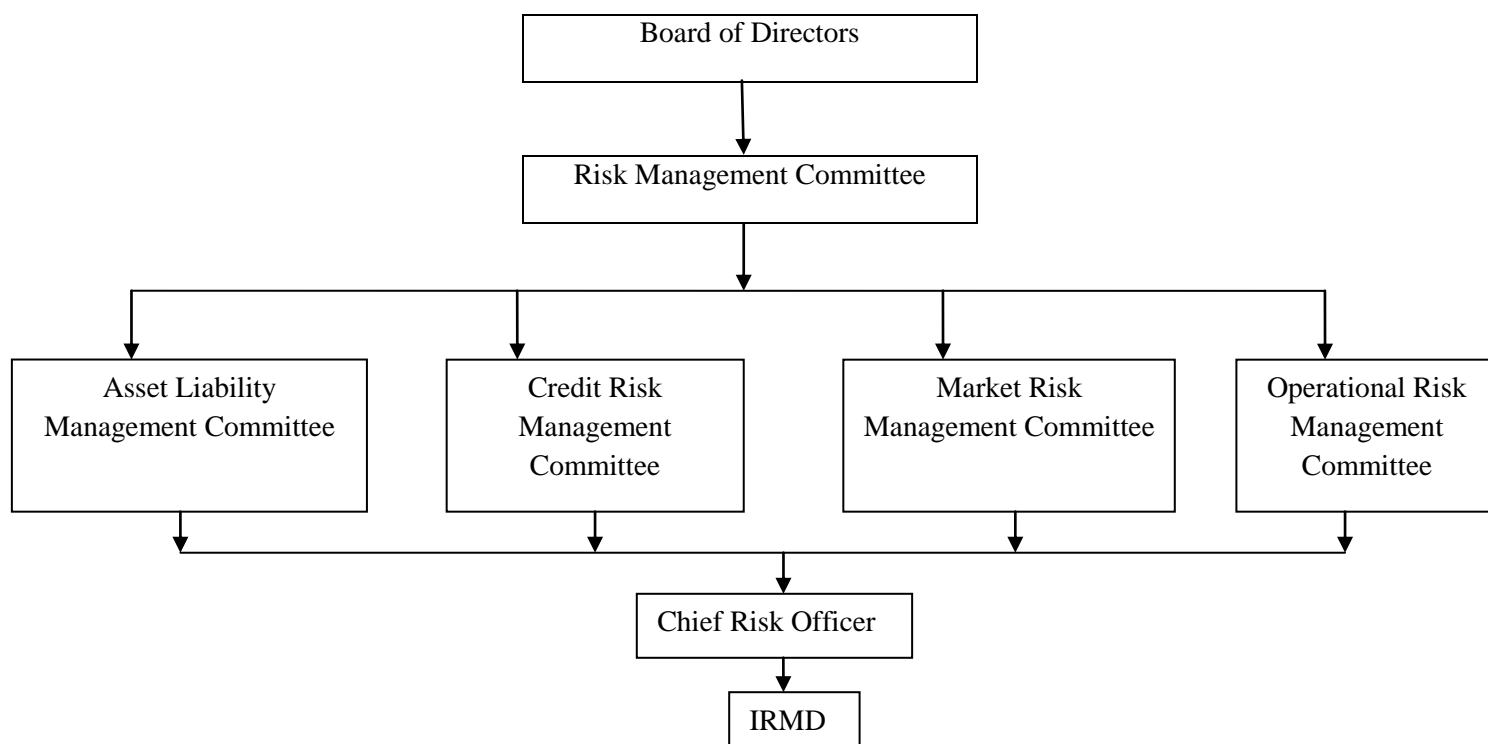 Board of Directors
Risk Management Committee
Asset Liability
Management Committee
Credit Risk
Management
Committee
Market Risk
Management Committee
Operational Risk
Management
Committee
Chief Risk Officer
IRMD